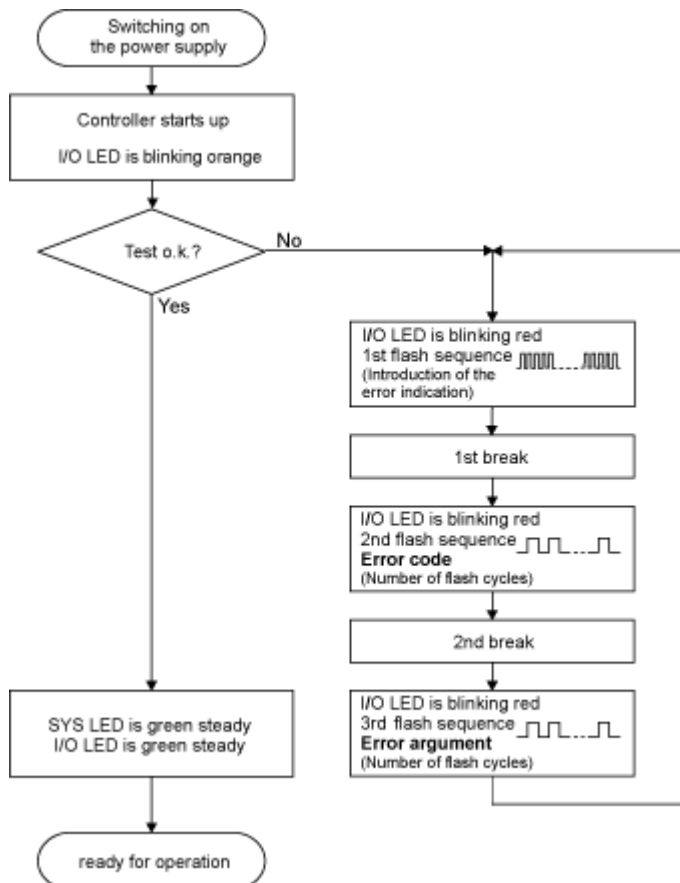 Switching on
the power supply
Controller starts up
I/O LED is blinking orange
Test o.k.?
No
Yes
I/O LED is blinking red
1st flash sequence
(Introduction of the
error indication)
1st break
I/O LED is blinking red
2nd flash sequence
Error code
(Number of flash cycles)
2nd break
I/O LED is blinking red
3rd flash sequence
Error argument
(Number of flash cycles)
SYS LED is green steady
I/O LED is green steady
ready for operation